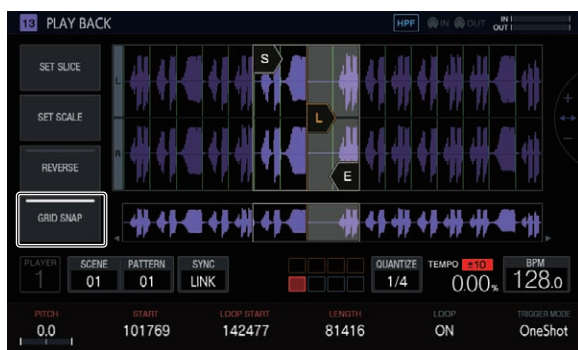 13 PLAY BACK HPF IN OUT IN OUT
SET SLICE
SET SCALE
REVERSE
GRID SNAP
L
R
S
L
E
+
-
PLAYER 1
SCENE 01
PATTERN 01
SYNC LINK
QUANTIZE 1/4
TEMPO ±10 0.00%
BPM 128.0
PITCH 0.0
START 101769
LOOP START 142477
LENGTH 81416
LOOP ON
TRIGGER MODE OneShot